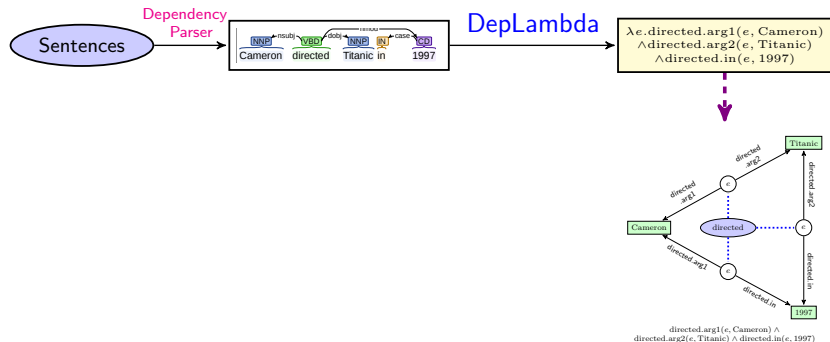 Sentences
Dependency
Parser
NNP nsubj VBD dobj NNP IN case CD
Cameron directed Titanic in 1997
DepLambda
λe.directed.arg1(e, Cameron)
∧directed.arg2(e, Titanic)
∧directed.in(e, 1997)
Titanic
directed
.arg2
e
directed
.arg1
directed.arg2
Cameron
directed
e
directed.arg1
e
directed.in
directed.in
1997
directed.arg1(e, Cameron) ∧
directed.arg2(e, Titanic) ∧ directed.in(e, 1997)